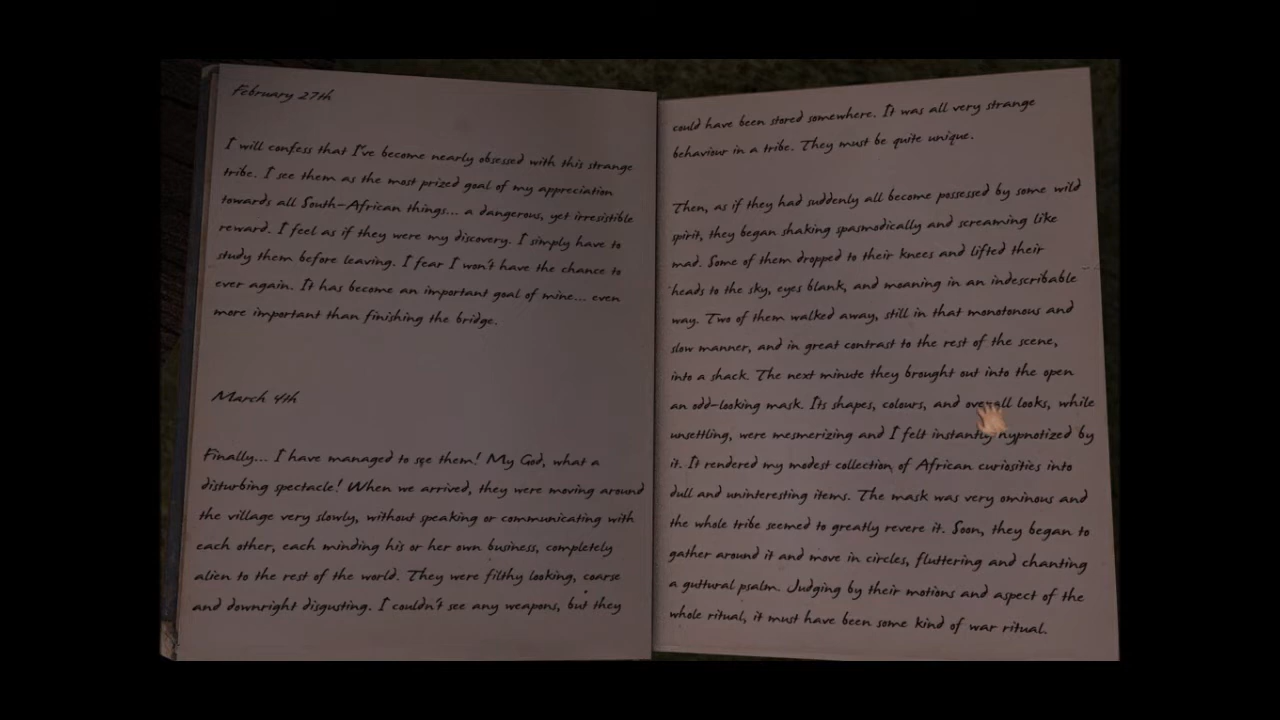 February 27th
I will confess that I've become nearly obsessed with this strange
tribe. I see them as the most prized goal of my appreciation
towards all South-African things... a dangerous, yet irresistible
reward. I feel as if they were my discovery. I simply have to
study them before leaving. I fear I won't have the chance to
ever again. It has become an important goal of mine... even
more important than finishing the bridge.
March 4th
Finally... I have managed to see them! My God, what a
disturbing spectacle! When we arrived, they were moving around
the village very slowly, without speaking or communicating with
each other, each minding his or her own business, completely
alien to the rest of the world. They were filthy looking, coarse
and downright disgusting. I couldn't see any weapons, but they
could have been stored somewhere. It was all very strange
behaviour in a tribe. They must be quite unique.
Then, as if they had suddenly all become possessed by some wild
spirit, they began shaking spasmodically and screaming like
mad. Some of them dropped to their knees and lifted their
heads to the sky, eyes blank, and moaning in an indescribable
way. Two of them walked away, still in that monotonous and
slow manner, and in great contrast to the rest of the scene,
into a shack. The next minute they brought out into the open
an odd-looking mask. Its shapes, colours, and overall looks, while
unsettling, were mesmerizing and I felt instantly hypnotized by
it. It rendered my modest collection of African curiosities into
dull and uninteresting items. The mask was very ominous and
the whole tribe seemed to greatly revere it. Soon, they began to
gather around it and move in circles, fluttering and chanting
a guttural psalm. Judging by their motions and aspect of the
whole ritual, it must have been some kind of war ritual.